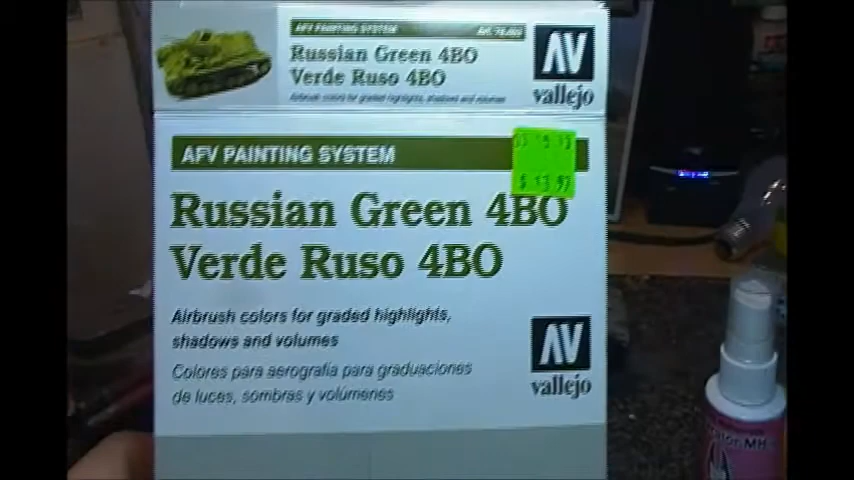 AFV PAINTING SYSTEM
Russian Green 4BO
Verde Ruso 4BO
Airbrush colors for graded highlights, shadows and volumes
AV
vallejo
AFV PAINTING SYSTEM
$ 13.97
Russian Green 4BO
Verde Ruso 4BO
Airbrush colors for graded highlights,
shadows and volumes
Colores para aerografía para graduaciones
de luces, sombras y volúmenes
AV
vallejo